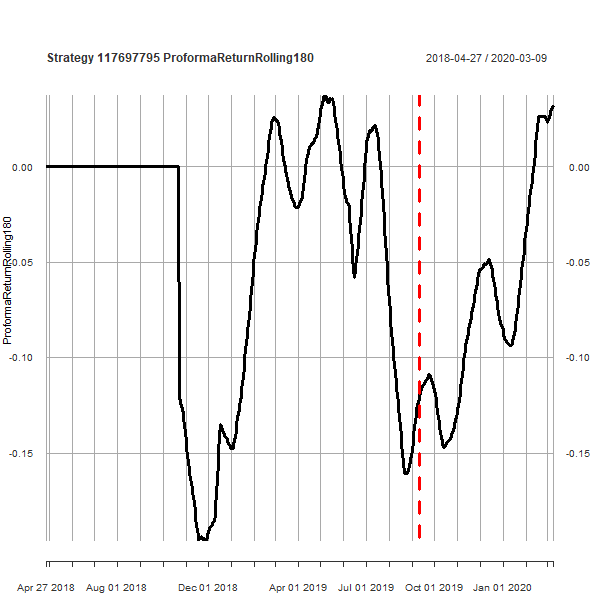 Strategy 117697795 ProformaReturnRolling180
2018-04-27 / 2020-03-09
ProformaReturnRolling180
0.00
0.00
-0.05
-0.05
-0.10
-0.10
-0.15
-0.15
Apr 27 2018
Aug 01 2018
Dec 01 2018
Apr 01 2019
Jul 01 2019
Oct 01 2019
Jan 01 2020